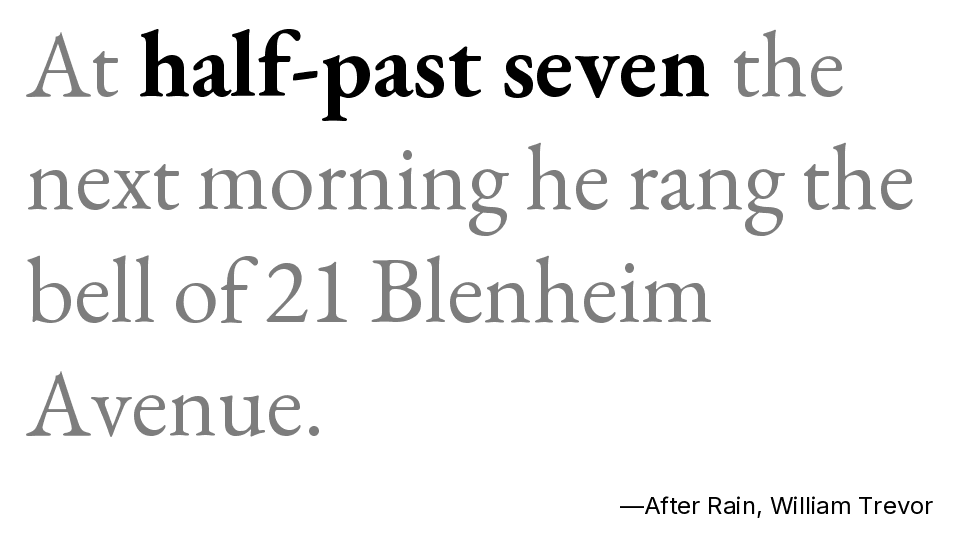 At half-past seven the
next morning he rang the
bell of 21 Blenheim
Avenue.
—After Rain, William Trevor